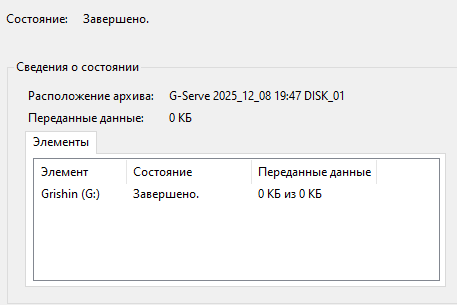 Состояние: Завершено.
Сведения о состоянии
Расположение архива: G-Serve 2025_12_08 19:47 DISK_01
Переданные данные: 0 КБ
Элементы
Элемент Состояние Переданные данные
Grishin (G:) Завершено. 0 КБ из 0 КБ